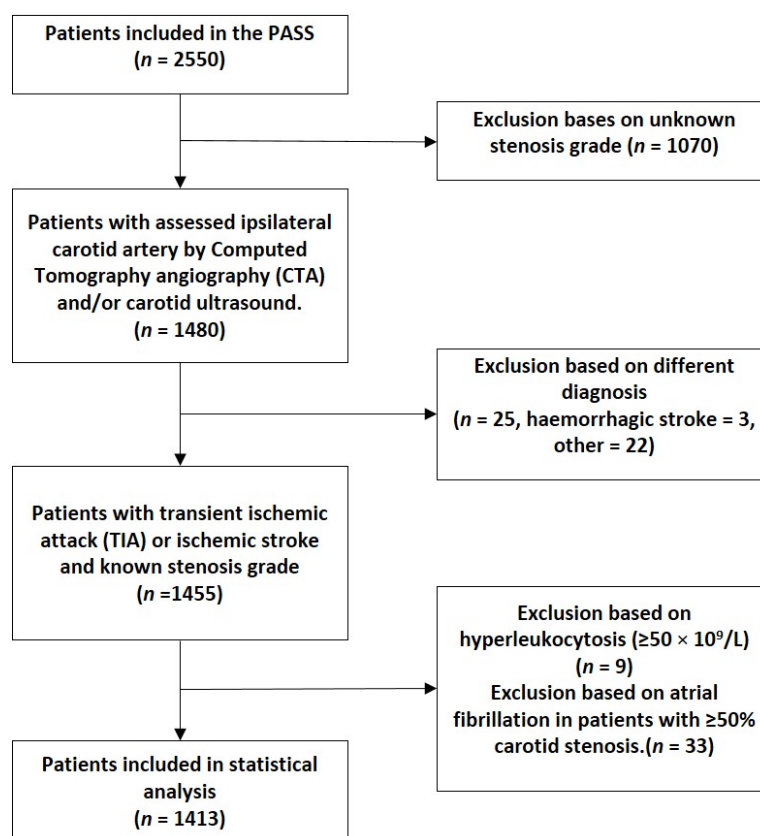 Patients included in the PASS
(n = 2550)
Exclusion bases on unknown
stenosis grade (n = 1070)
Patients with assessed ipsilateral
carotid artery by Computed
Tomography angiography (CTA)
and/or carotid ultrasound.
(n = 1480)
Exclusion based on different
diagnosis
(n = 25, haemorrhagic stroke = 3,
other = 22)
Patients with transient ischemic
attack (TIA) or ischemic stroke
and known stenosis grade
(n =1455)
Exclusion based on
hyperleukocytosis (≥50 × 10⁹/L)
(n = 9)
Exclusion based on atrial
fibrillation in patients with ≥50%
carotid stenosis.(n = 33)
Patients included in statistical
analysis
(n = 1413)